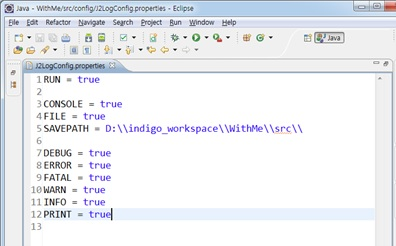 Java - WithMe/src/config/J2LogConfig.properties - Eclipse
File Edit Refactor Navigate Search Project Run Window Help
Java
J2LogConfig.properties
1 RUN = true
2
3 CONSOLE = true
4 FILE = true
5 SAVEPATH = D:\\indigo_workspace\\WithMe\\src\\
6
7 DEBUG = true
8 ERROR = true
9 FATAL = true
10 WARN = true
11 INFO = true
12 PRINT = true
13